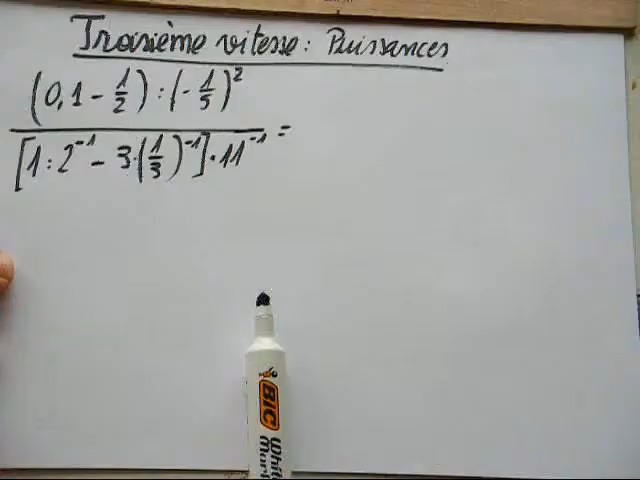 Troisième vitesse : Puissances
(0,1 - 1/2) : (- 1/5)²
[1 : 2⁻¹ - 3·(1/3)⁻¹]·11⁻¹ =
BIC